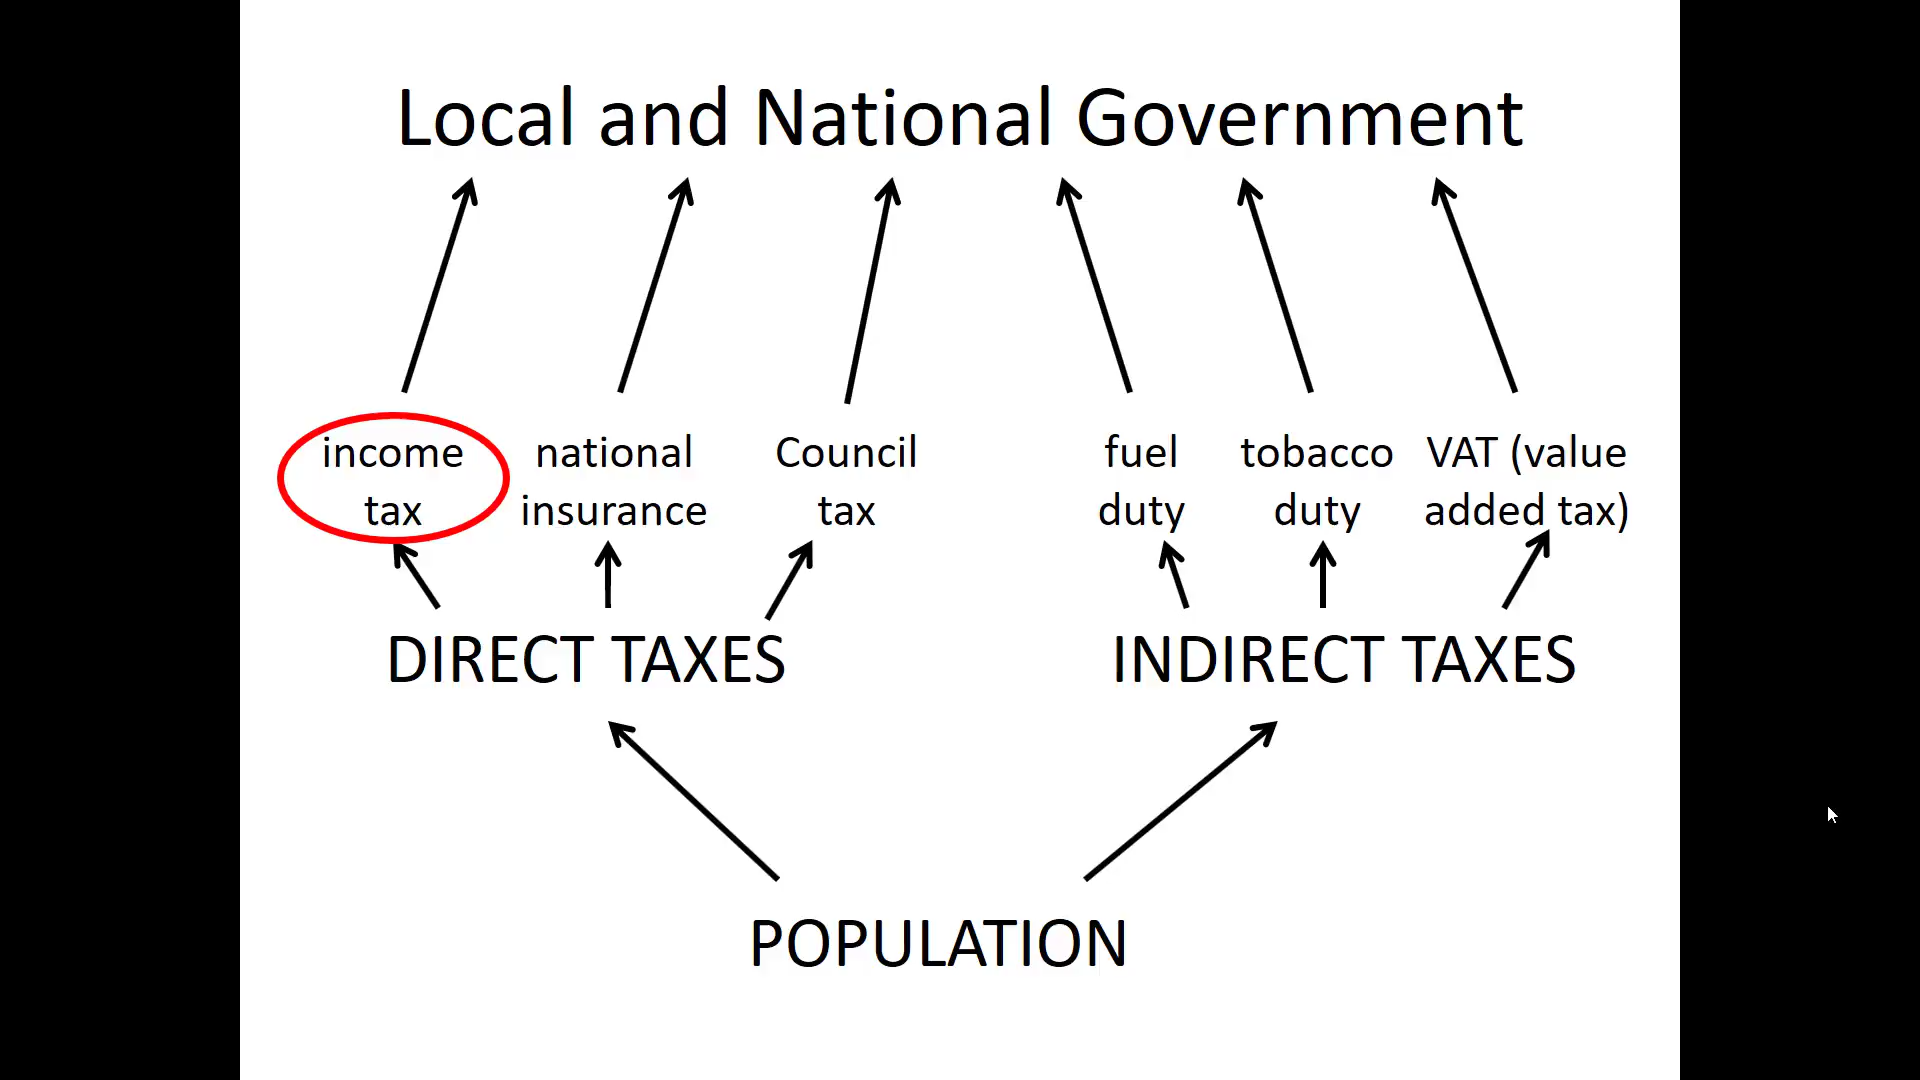 Local and National Government
income
tax
national
insurance
Council
tax
fuel
duty
tobacco
duty
VAT (value
added tax)
DIRECT TAXES
INDIRECT TAXES
POPULATION